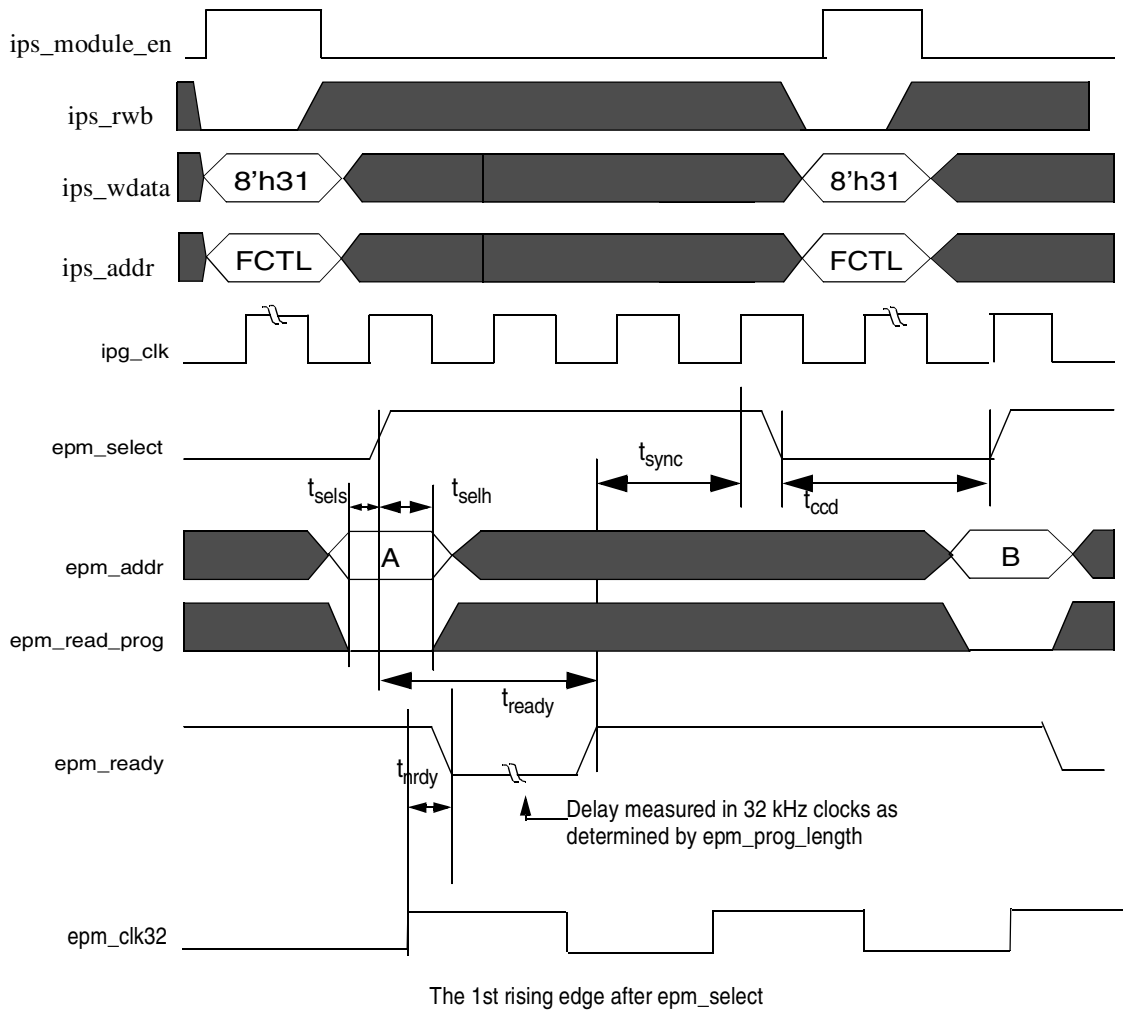 ips_module_en
ips_rwb
ips_wdata
8'h31
8'h31
ips_addr
FCTL
FCTL
ipg_clk
epm_select
tsync
tsels
tselh
tccd
epm_addr
A
B
epm_read_prog
tready
epm_ready
tnrdy
Delay measured in 32 kHz clocks as
determined by epm_prog_length
epm_clk32
The 1st rising edge after epm_select